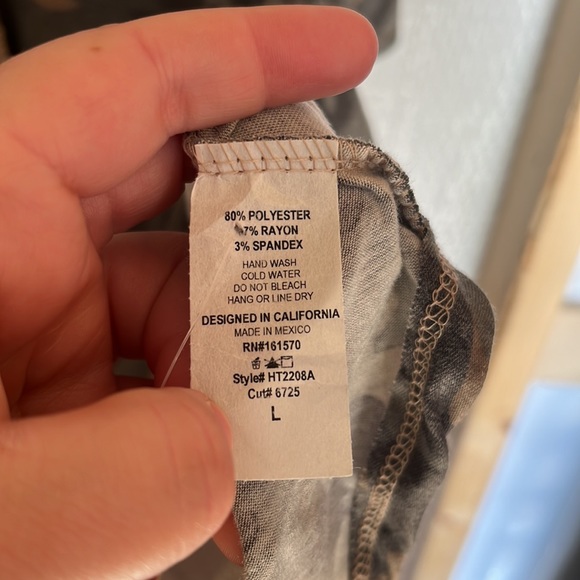 80% POLYESTER
7% RAYON
3% SPANDEX
HAND WASH
COLD WATER
DO NOT BLEACH
HANG OR LINE DRY
DESIGNED IN CALIFORNIA
MADE IN MEXICO
RN#161570
Style# HT2208A
Cut# 6725
L